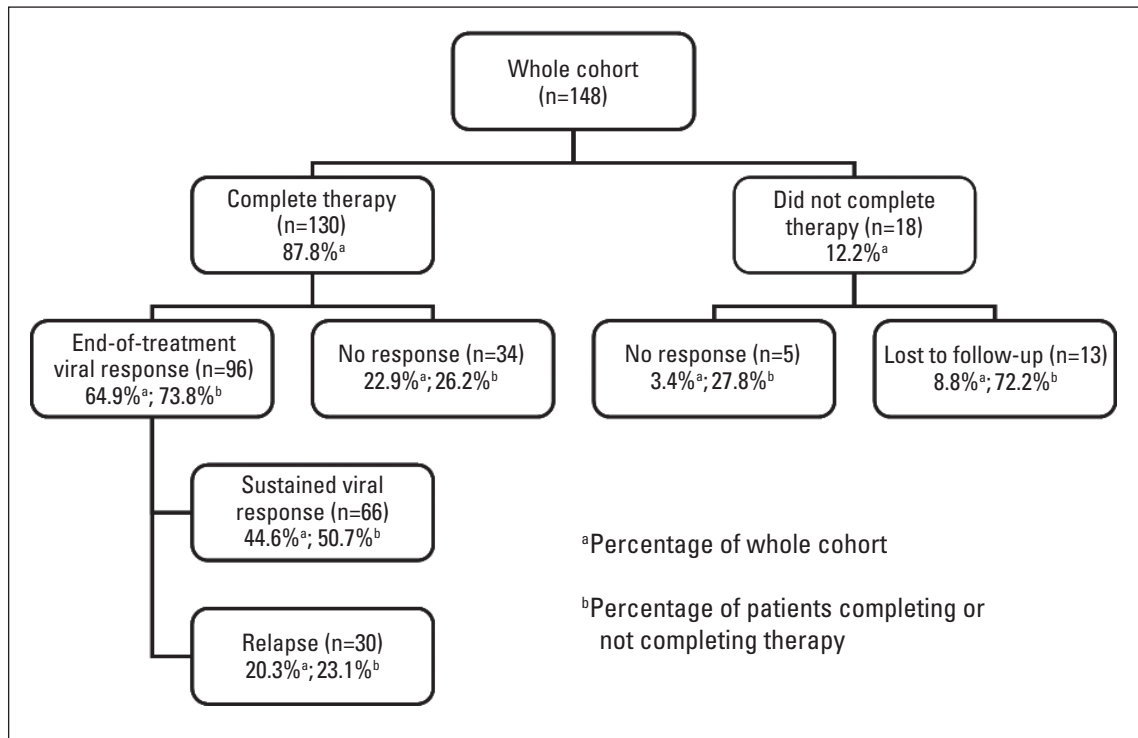 Whole cohort
(n=148)
Complete therapy
(n=130)
87.8%ᵃ
Did not complete
therapy (n=18)
12.2%ᵃ
End-of-treatment
viral response (n=96)
64.9%ᵃ; 73.8%ᵇ
No response (n=34)
22.9%ᵃ; 26.2%ᵇ
No response (n=5)
3.4%ᵃ; 27.8%ᵇ
Lost to follow-up (n=13)
8.8%ᵃ; 72.2%ᵇ
Sustained viral
response (n=66)
44.6%ᵃ; 50.7%ᵇ
Relapse (n=30)
20.3%ᵃ; 23.1%ᵇ
ᵃPercentage of whole cohort
ᵇPercentage of patients completing or
not completing therapy